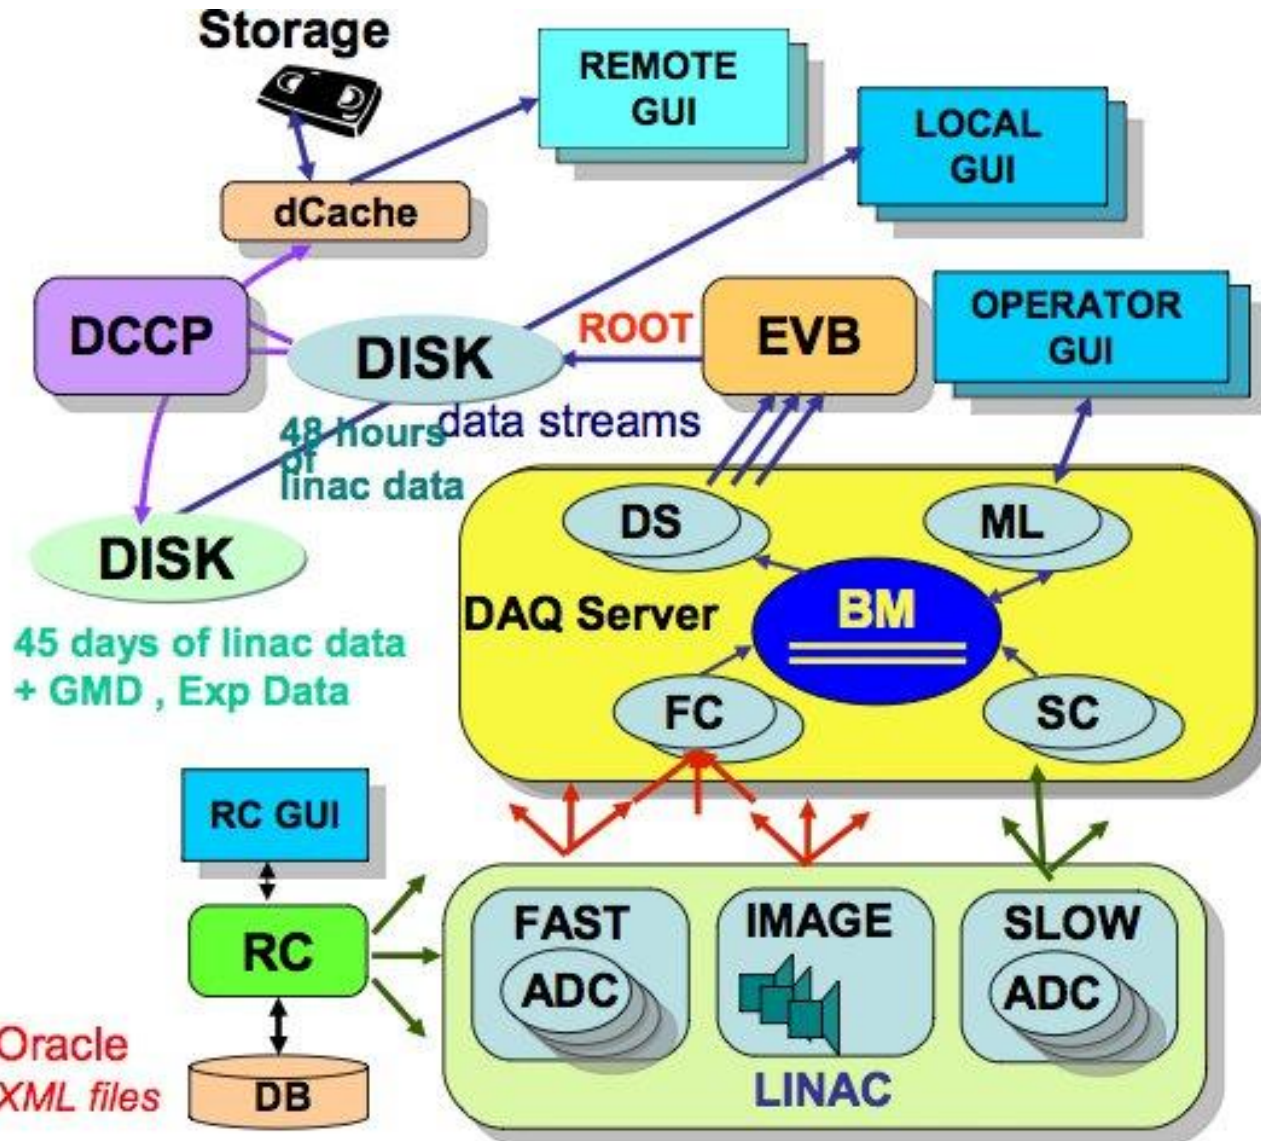 Storage
REMOTE
GUI
LOCAL
GUI
dCache
DCCP
DISK
ROOT
EVB
OPERATOR
GUI
48 hours
of
linac data
data streams
DISK
45 days of linac data
+ GMD , Exp Data
DS
ML
DAQ Server
BM
FC
SC
RC GUI
RC
Oracle
XML files
DB
FAST
ADC
IMAGE
SLOW
ADC
LINAC